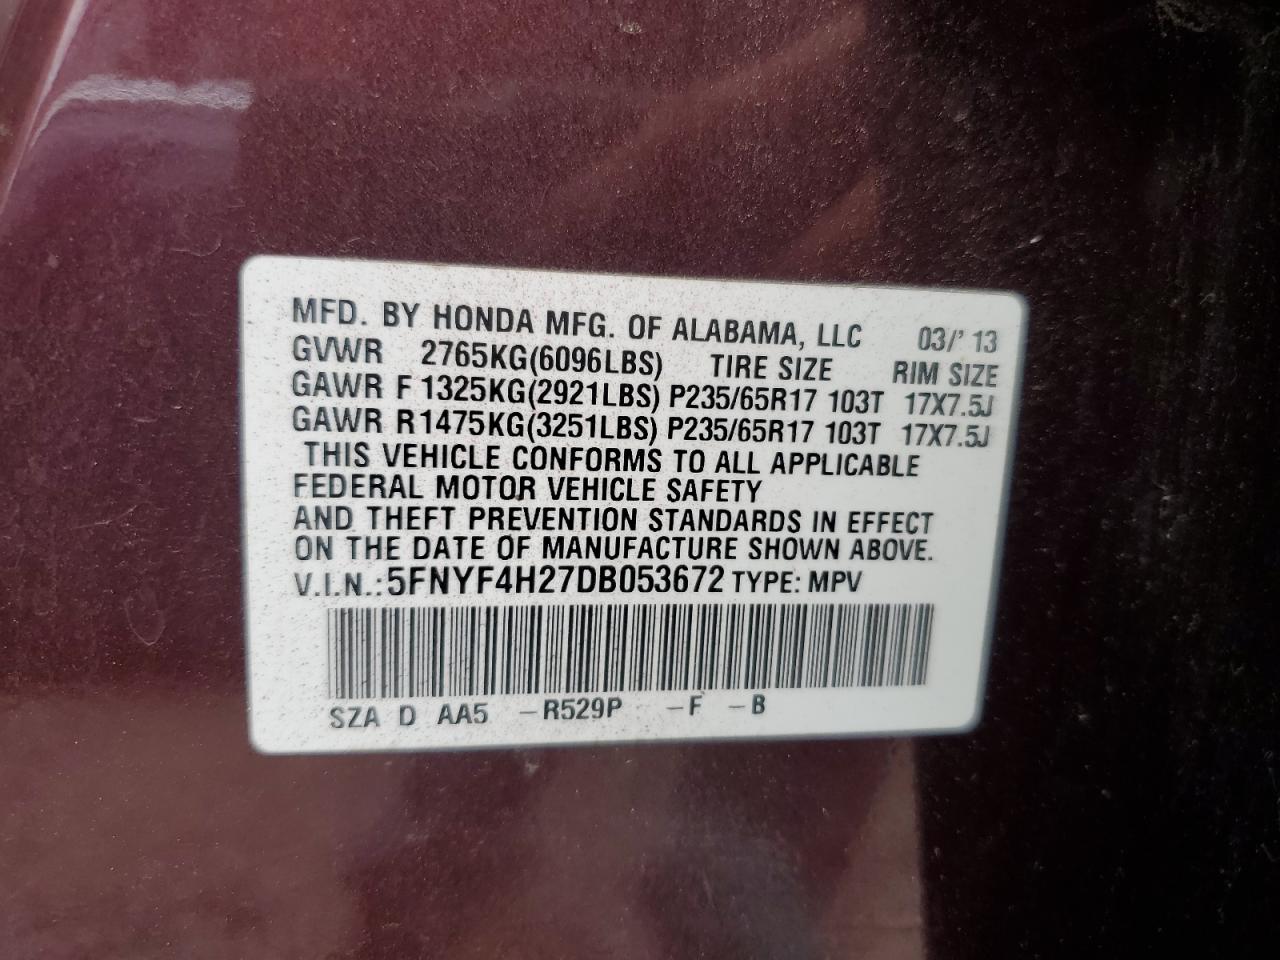 MFD. BY HONDA MFG. OF ALABAMA, LLC 03/' 13
GVWR 2765KG(6096LBS) TIRE SIZE RIM SIZE
GAWR F 1325KG(2921LBS) P235/65R17 103T 17X7.5J
GAWR R 1475KG(3251LBS) P235/65R17 103T 17X7.5J
THIS VEHICLE CONFORMS TO ALL APPLICABLE
FEDERAL MOTOR VEHICLE SAFETY
AND THEFT PREVENTION STANDARDS IN EFFECT
ON THE DATE OF MANUFACTURE SHOWN ABOVE.
V.I.N.: 5FNYF4H27DB053672 TYPE: MPV
SZA D AA5 –R529P –F –B